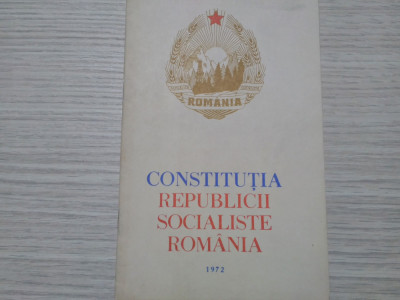 ROMÂNIA
CONSTITUȚIA
REPUBLICII
SOCIALISTE
ROMÂNIA
1972